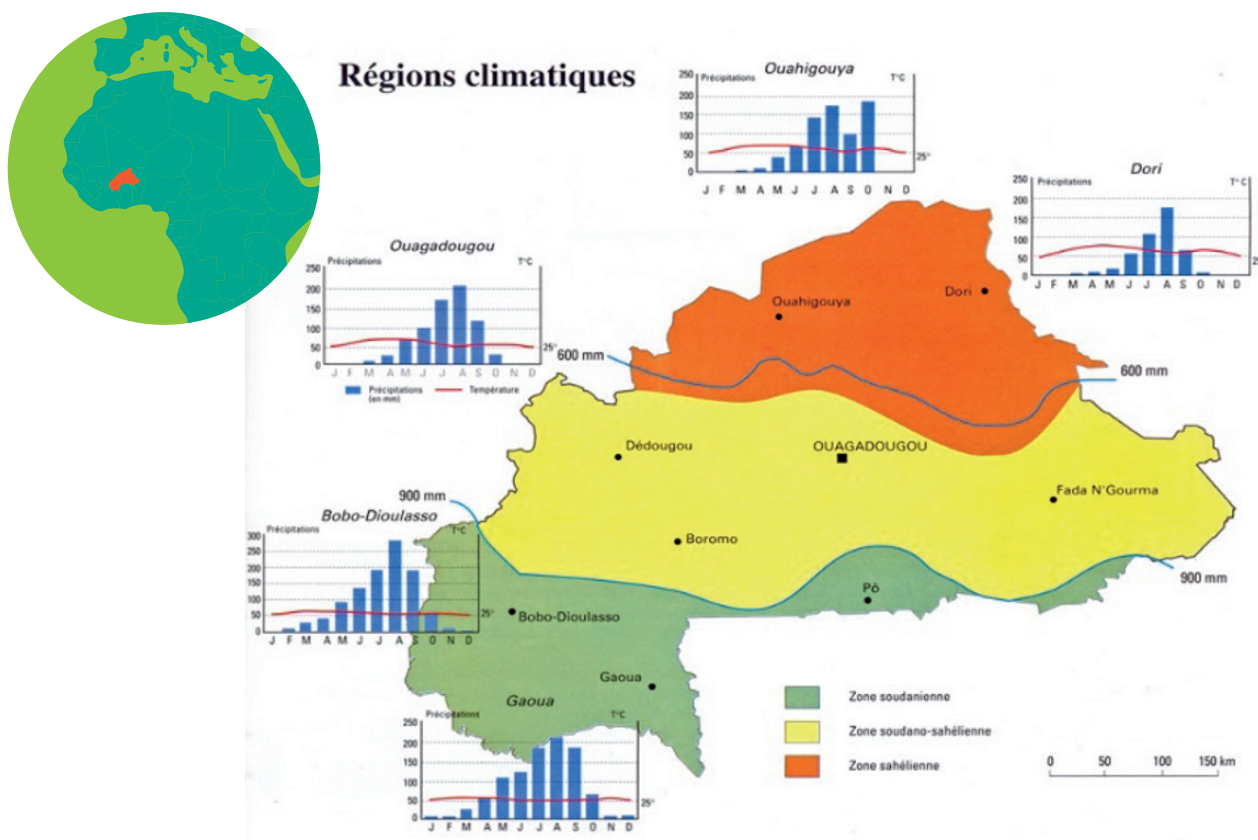 Régions climatiques
Ouahigouya
Précipitations T°C
250
200
150
100
50
0
25°
J F M A M J J A S O N D
Dori
Précipitations T° C
250
200
150
100
50
0
2
J F M A M J J A S O N D
Ouagadougou
Précipitations T°C
250
200
150
100
50
0
25°
J F M A M J J A S O N D
Précipitations
(en mm)
Température
600 mm
600 mm
Ouahigouya
Dori
Dédougou
OUAGADOUGOU
Fada N'Gourma
Boromo
900 mm
900 mm
Pô
Bobo-Dioulasso
Gaoua
Bobo-Dioulasso
Précipitations T°C
300
250
200
150
100
50
0
25°
J F M A M J J A S O N D
Gaoua
Précipitations T°C
250
200
150
100
50
0
25°
J F M A M J J A S O N D
Zone soudanienne
Zone soudano-sahélienne
Zone sahélienne
0 50 100 150 km